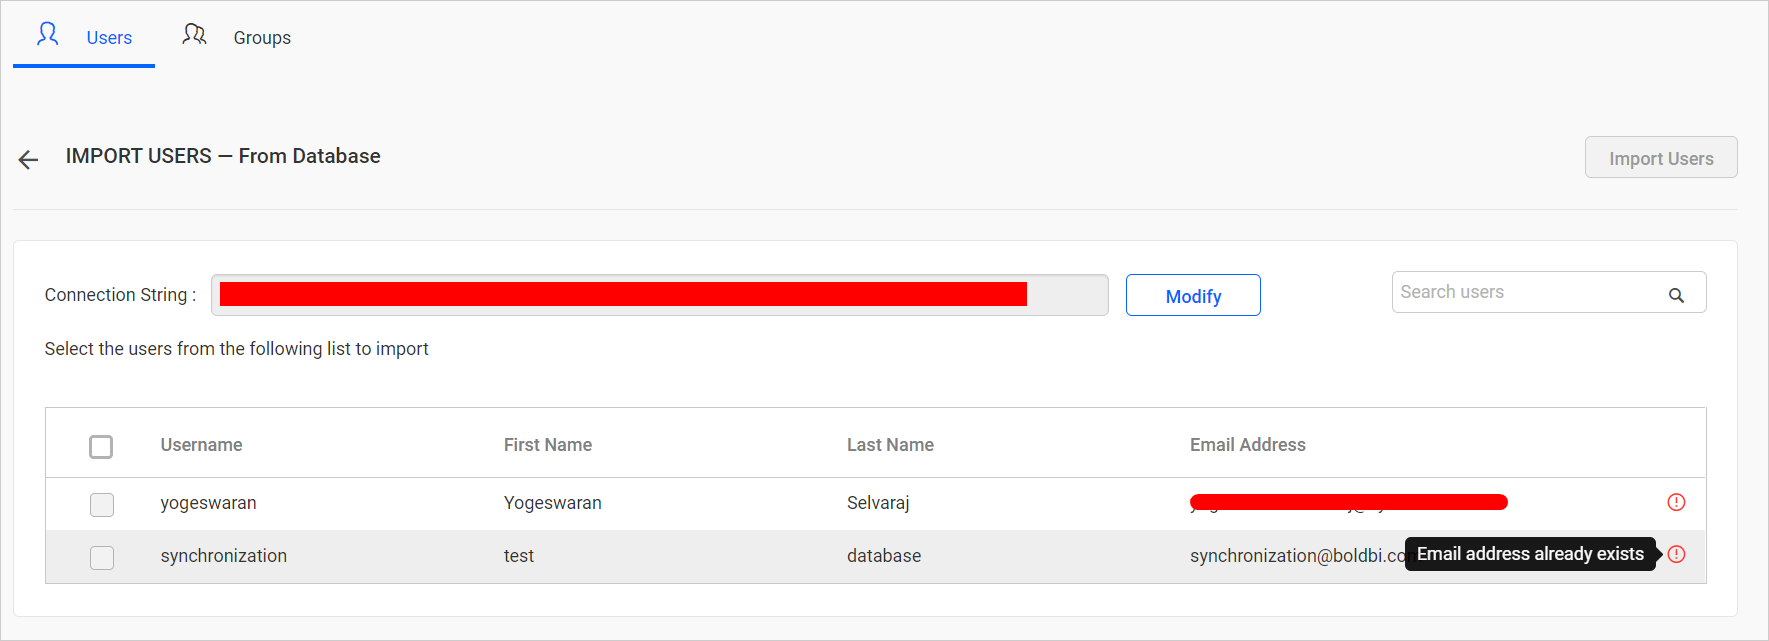 Users Groups
IMPORT USERS — From Database
Import Users
Connection String :
Modify
Search users
Select the users from the following list to import
Username First Name Last Name Email Address
yogeswaran Yogeswaran Selvaraj
synchronization test database synchronization@boldbi.co
Email address already exists